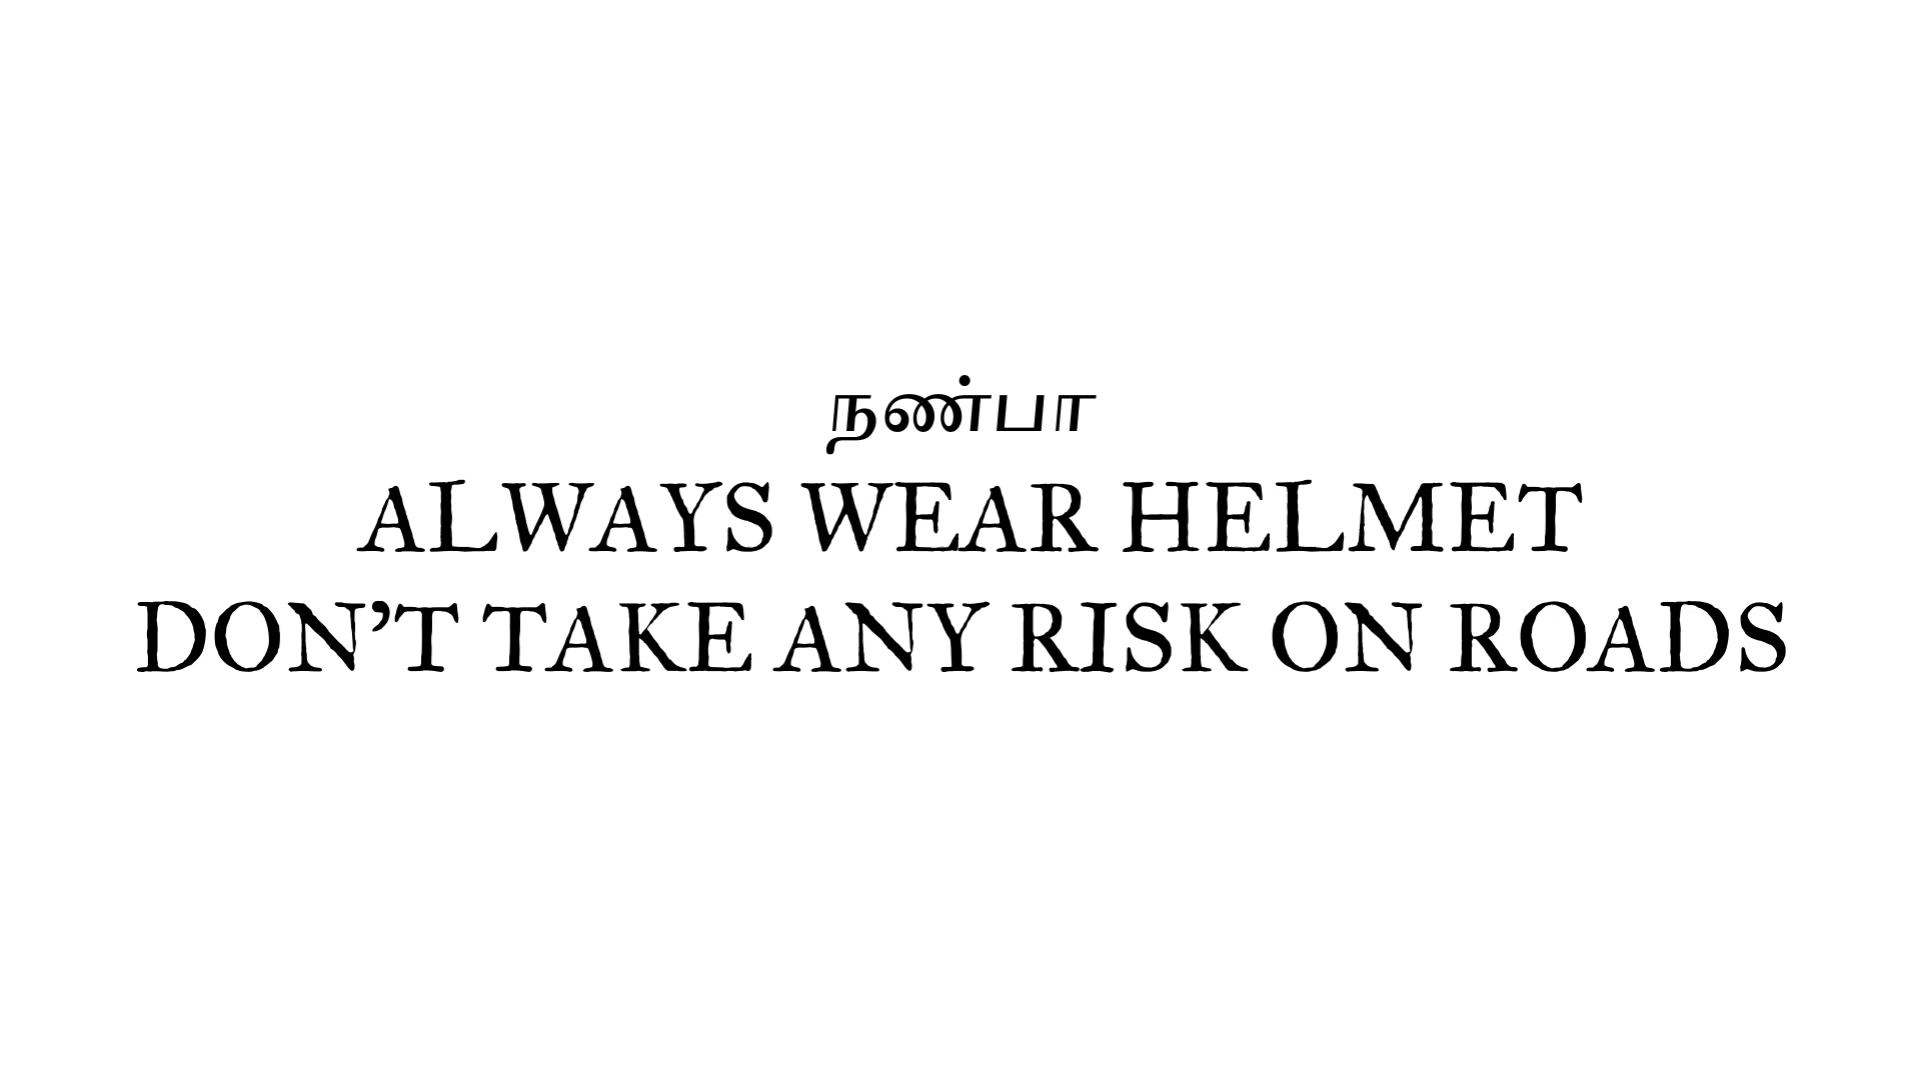 நண்பா
ALWAYS WEAR HELMET
DON'T TAKE ANY RISK ON ROADS